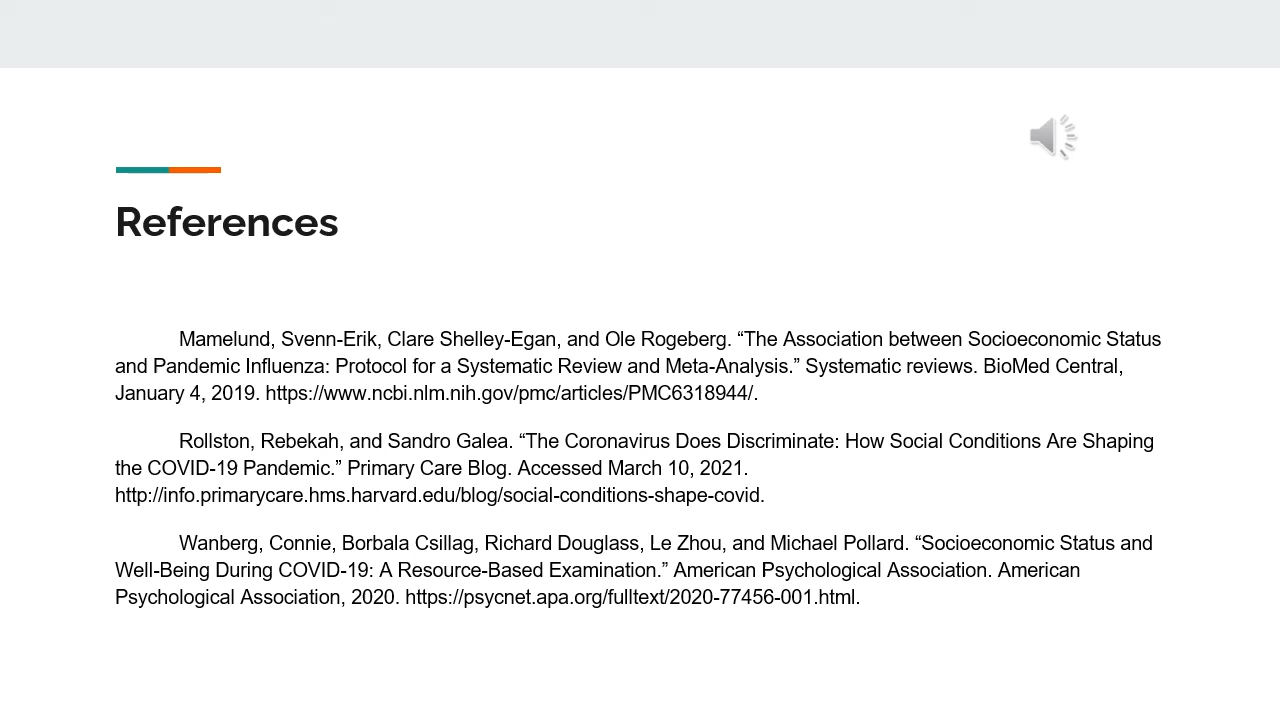 References
Mamelund, Svenn-Erik, Clare Shelley-Egan, and Ole Rogeberg. “The Association between Socioeconomic Status
and Pandemic Influenza: Protocol for a Systematic Review and Meta-Analysis.” Systematic reviews. BioMed Central,
January 4, 2019. https://www.ncbi.nlm.nih.gov/pmc/articles/PMC6318944/.
Rollston, Rebekah, and Sandro Galea. “The Coronavirus Does Discriminate: How Social Conditions Are Shaping
the COVID-19 Pandemic.” Primary Care Blog. Accessed March 10, 2021.
http://info.primarycare.hms.harvard.edu/blog/social-conditions-shape-covid.
Wanberg, Connie, Borbala Csillag, Richard Douglass, Le Zhou, and Michael Pollard. “Socioeconomic Status and
Well-Being During COVID-19: A Resource-Based Examination.” American Psychological Association. American
Psychological Association, 2020. https://psycnet.apa.org/fulltext/2020-77456-001.html.